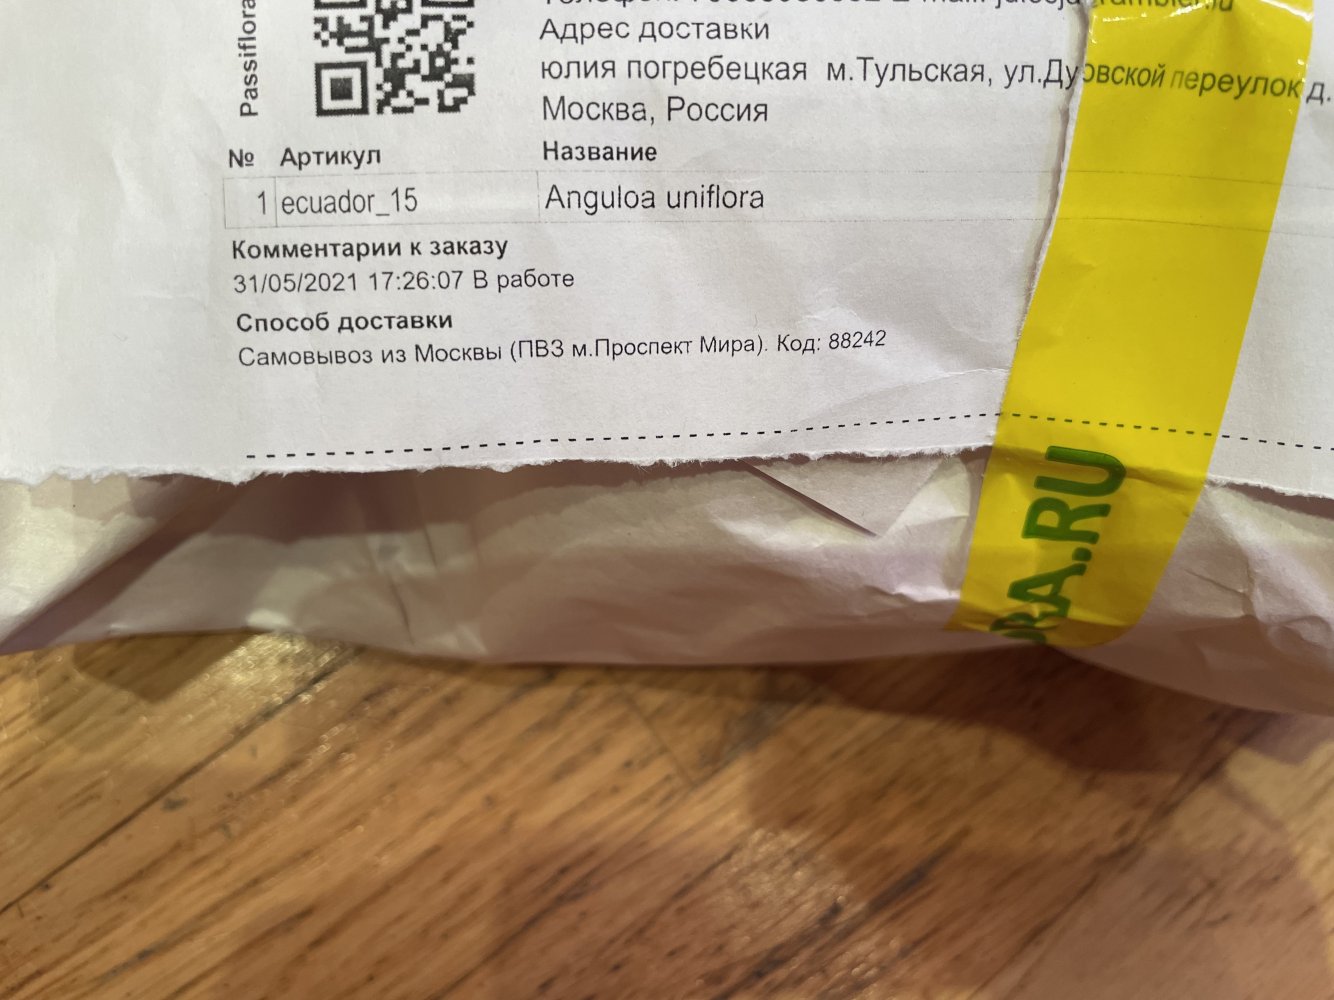 Passiflora
Адрес доставки
юлия погребецкая м.Тульская, ул.Дубовской переулок д.
Москва, Россия
№ Артикул Название
1 ecuador_15 Anguloa uniflora
Комментарии к заказу
31/05/2021 17:26:07 В работе
Способ доставки
Самовывоз из Москвы (ПВЗ м.Проспект Мира). Код: 88242
RA.RU